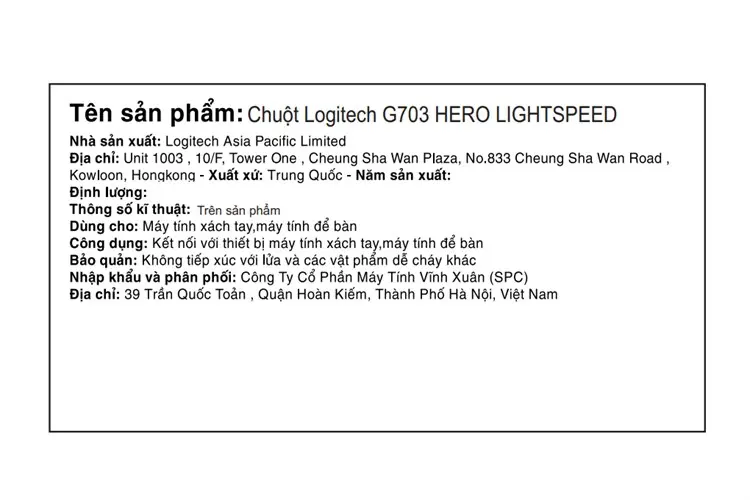 Tên sản phẩm: Chuột Logitech G703 HERO LIGHTSPEED
Nhà sản xuất: Logitech Asia Pacific Limited
Địa chỉ: Unit 1003 , 10/F, Tower One , Cheung Sha Wan Plaza, No.833 Cheung Sha Wan Road ,
Kowloon, Hongkong - Xuất xứ: Trung Quốc - Năm sản xuất:
Định lượng:
Thông số kĩ thuật: Trên sản phẩm
Dùng cho: Máy tính xách tay,máy tính để bàn
Công dụng: Kết nối với thiết bị máy tính xách tay,máy tính để bàn
Bảo quản: Không tiếp xúc với lửa và các vật phẩm dễ cháy khác
Nhập khẩu và phân phối: Công Ty Cổ Phần Máy Tính Vĩnh Xuân (SPC)
Địa chỉ: 39 Trần Quốc Toản , Quận Hoàn Kiếm, Thành Phố Hà Nội, Việt Nam